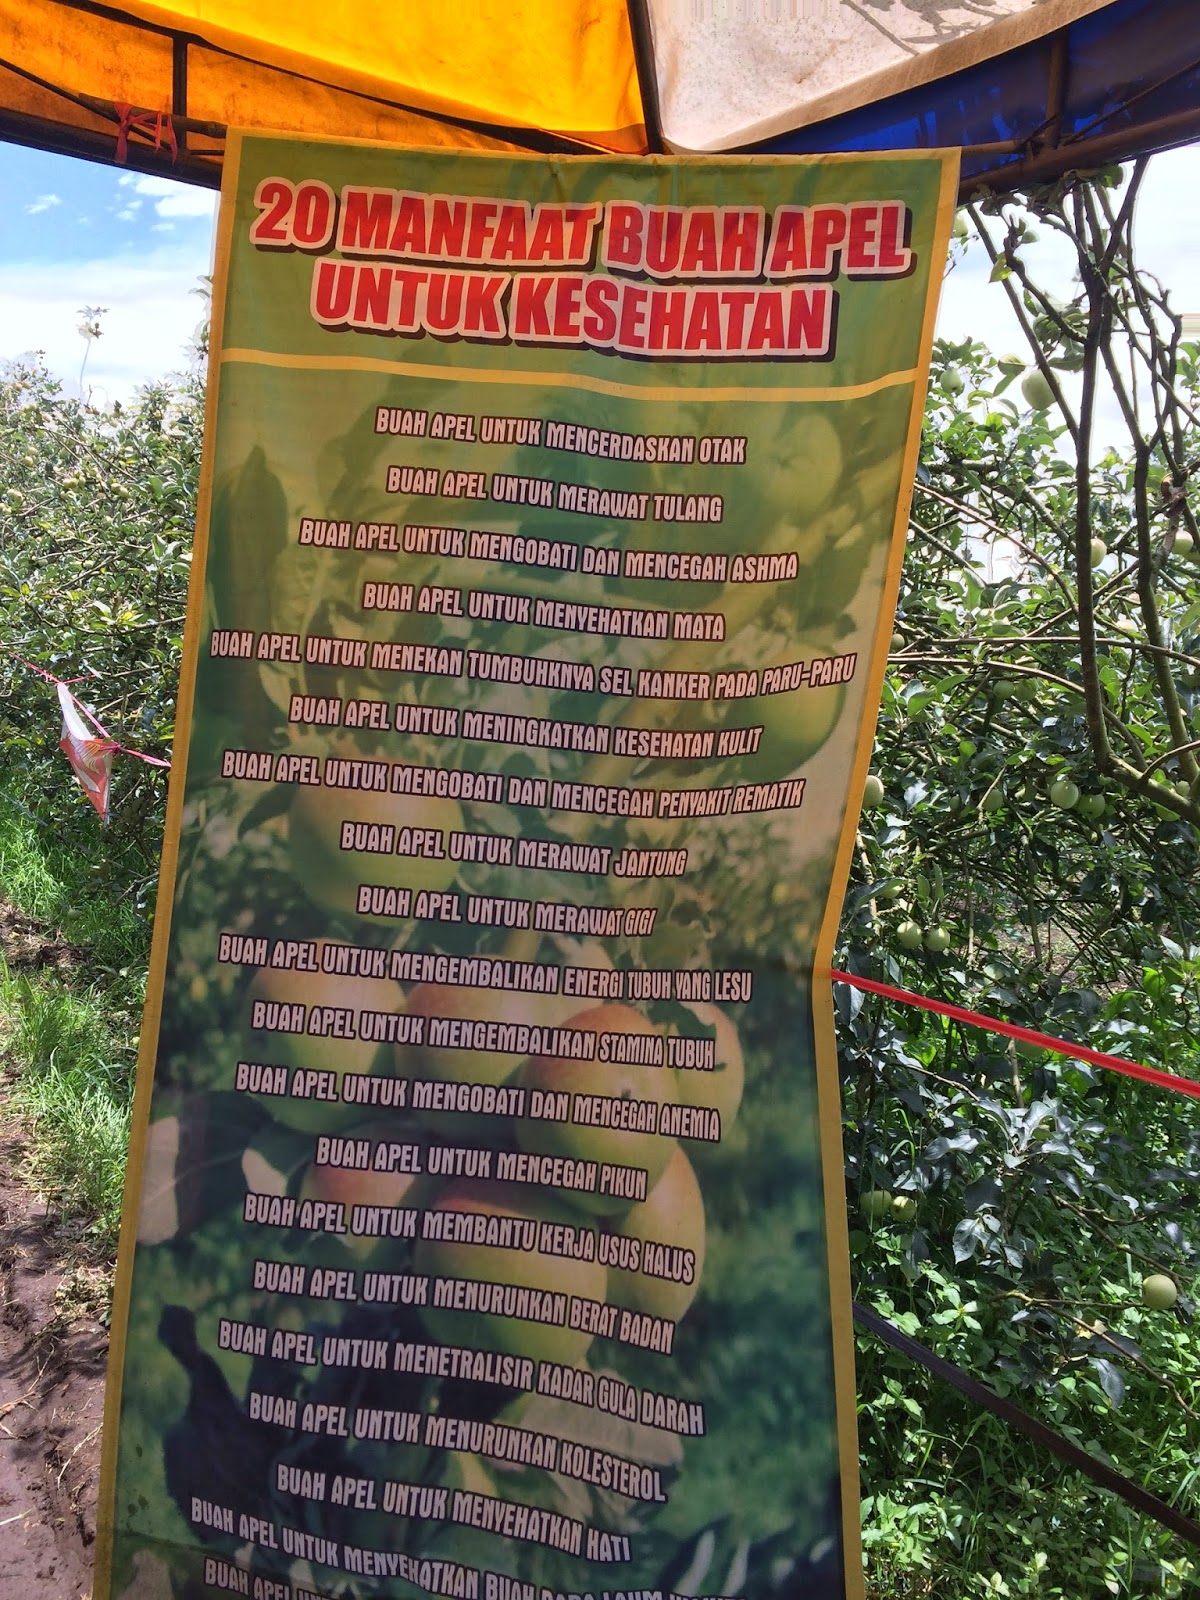 20 MANFAAT BUAH APEL
UNTUK KESEHATAN
BUAH APEL UNTUK MENCERDASKAN OTAK
BUAH APEL UNTUK MERAWAT TULANG
BUAH APEL UNTUK MENGOBATI DAN MENCEGAH ASHMA
BUAH APEL UNTUK MENYEHATKAN MATA
BUAH APEL UNTUK MENEKAN TUMBUHKNYA SEL KANKER PADA PARU-PARU
BUAH APEL UNTUK MENINGKATKAN KESEHATAN KULIT
BUAH APEL UNTUK MENGOBATI DAN MENCEGAH PENYAKIT REMATIK
BUAH APEL UNTUK MERAWAT JANTUNG
BUAH APEL UNTUK MERAWAT GIGI
BUAH APEL UNTUK MENGEMBALIKAN ENERGI TUBUH YANG LESU
BUAH APEL UNTUK MENGEMBALIKAN STAMINA TUBUH
BUAH APEL UNTUK MENGOBATI DAN MENCEGAH ANEMIA
BUAH APEL UNTUK MENCEGAH PIKUN
BUAH APEL UNTUK MEMBANTU KERJA USUS HALUS
BUAH APEL UNTUK MENURUNKAN BERAT BADAN
BUAH APEL UNTUK MENETRALISIR KADAR GULA DARAH
BUAH APEL UNTUK MENURUNKAN KOLESTEROL
BUAH APEL UNTUK MENYEHATKAN HATI
BUAH APEL UNTUK MENYEHATKAN BUAH DADA
BUAH APEL